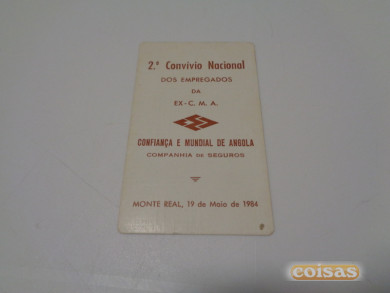 2.º Convívio Nacional
DOS EMPREGADOS
DA
EX-C. M. A.
CONFIANÇA E MUNDIAL DE ANGOLA
COMPANHIA DE SEGUROS
MONTE REAL, 19 de Maio de 1984
coisas